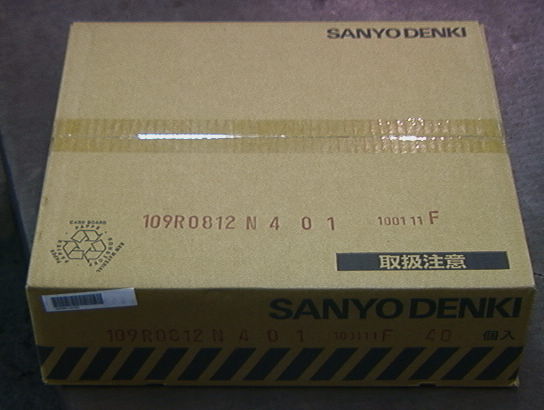 SANYO DENKI
109R0812 N 4 0 1 100111 F
取扱注意
SANYO DENKI
109R0812 N 4 0 1 100111 F 40 個入